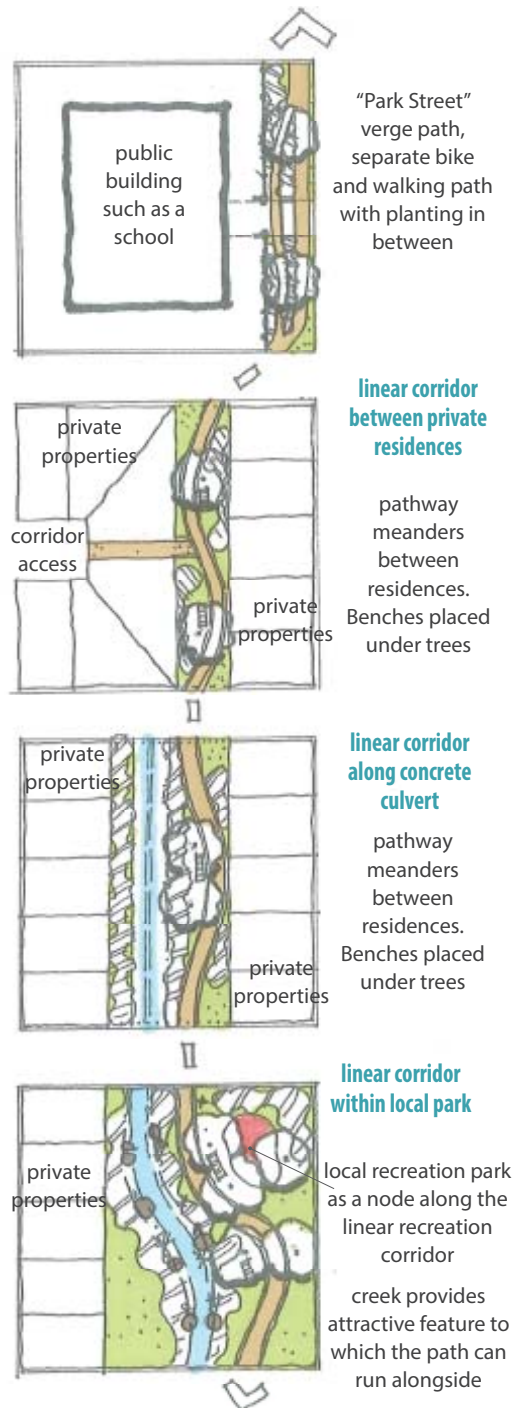 public
building
such as a
school
“Park Street”
verge path,
separate bike
and walking path
with planting in
between
private
properties
corridor
access
private
properties
linear corridor
between private
residences
pathway
meanders
between
residences.
Benches placed
under trees
private
properties
private
properties
linear corridor
along concrete
culvert
pathway
meanders
between
residences.
Benches placed
under trees
private
properties
linear corridor
within local park
local recreation park
as a node along the
linear recreation
corridor
creek provides
attractive feature to
which the path can
run alongside